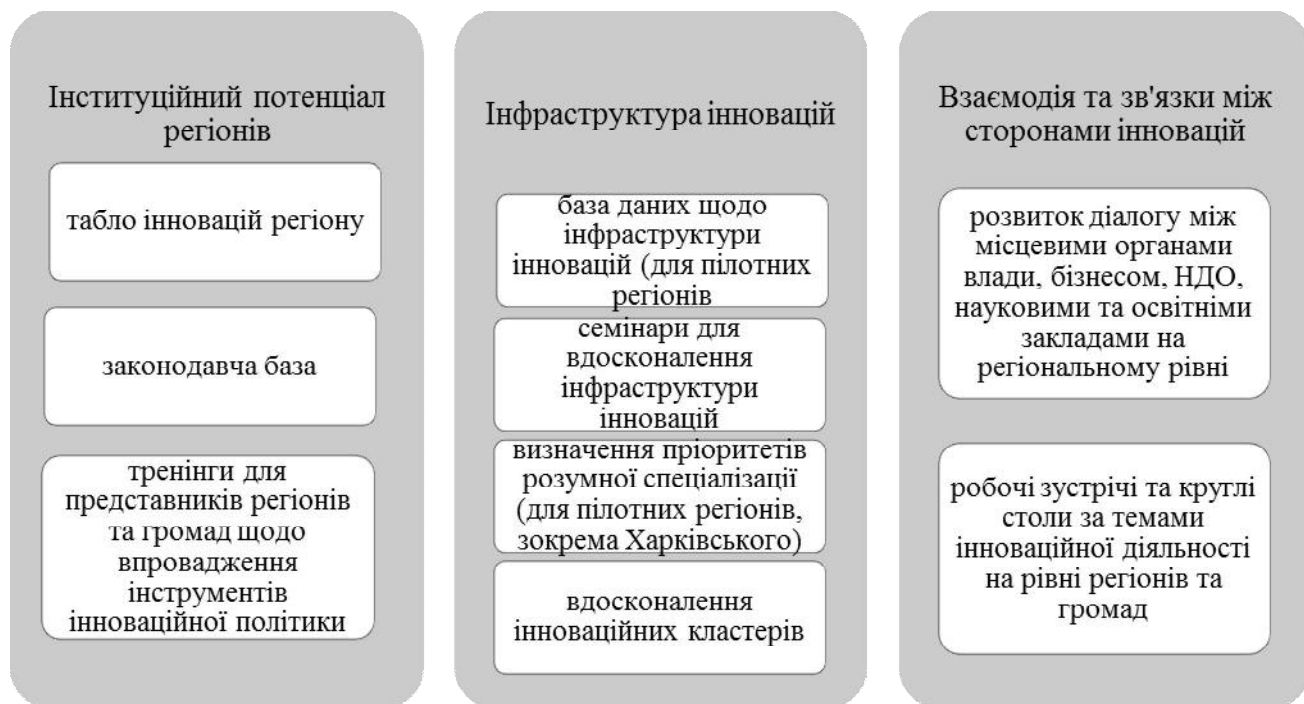 Інституційний потенціал
регіонів
табло інновацій регіону
законодавча база
тренінги для
представників регіонів
та громад щодо
впровадження
інструментів
інноваційної політики
Інфраструктура інновацій
база даних щодо
інфраструктури
інновацій (для пілотних
регіонів
семінари для
вдосконалення
інфраструктури
інновацій
визначення пріоритетів
розумної спеціалізації
(для пілотних регіонів,
зокрема Харківського)
вдосконалення
інноваційних кластерів
Взаємодія та зв'язки між
сторонами інновацій
розвиток діалогу між
місцевими органами
влади, бізнесом, НДО,
науковими та освітніми
закладами на
регіональному рівні
робочі зустрічі та круглі
столи за темами
інноваційної діяльності
на рівні регіонів та
громад